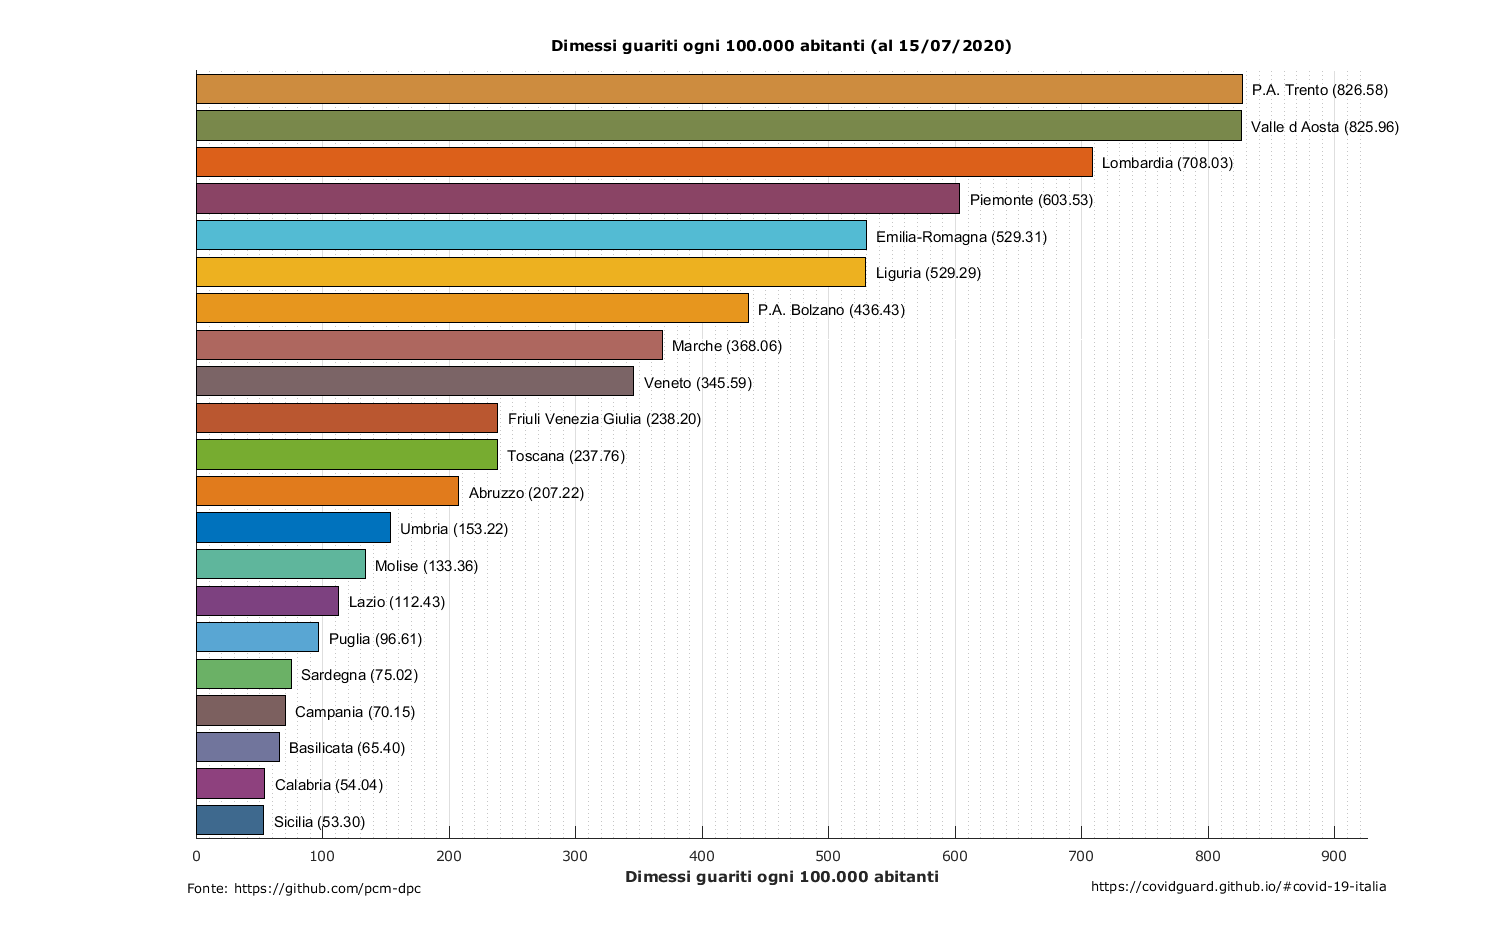 Dimessi guariti ogni 100.000 abitanti (al 15/07/2020)
P.A. Trento (826.58)
Valle d Aosta (825.96)
Lombardia (708.03)
Piemonte (603.53)
Emilia-Romagna (529.31)
Liguria (529.29)
P.A. Bolzano (436.43)
Marche (368.06)
Veneto (345.59)
Friuli Venezia Giulia (238.20)
Toscana (237.76)
Abruzzo (207.22)
Umbria (153.22)
Molise (133.36)
Lazio (112.43)
Puglia (96.61)
Sardegna (75.02)
Campania (70.15)
Basilicata (65.40)
Calabria (54.04)
Sicilia (53.30)
0 100 200 300 400 500 600 700 800 900
Dimessi guariti ogni 100.000 abitanti
Fonte: https://github.com/pcm-dpc
https://covidguard.github.io/#covid-19-italia